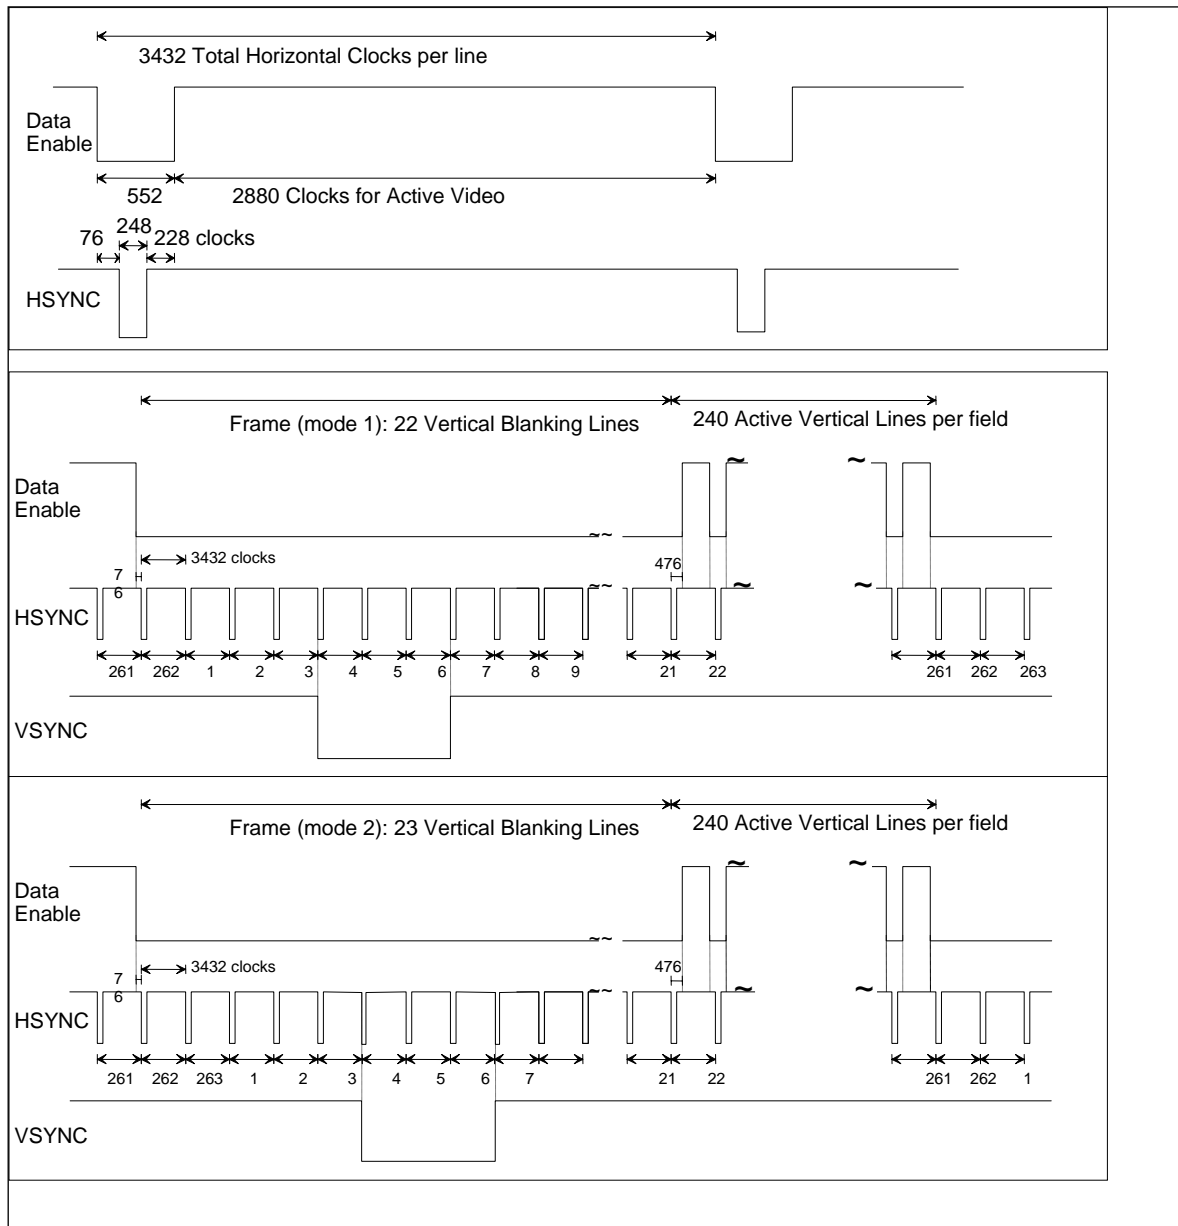 3432 Total Horizontal Clocks per line
Data
Enable
552
2880 Clocks for Active Video
248
76
228 clocks
HSYNC
Frame (mode 1): 22 Vertical Blanking Lines
240 Active Vertical Lines per field
~
~
Data
Enable
~ ~
3432 clocks
7
6
476
~ ~
~
~
HSYNC
261 262 1 2 3 4 5 6 7 8 9 21 22 261 262 263
VSYNC
Frame (mode 2): 23 Vertical Blanking Lines
240 Active Vertical Lines per field
~
~
Data
Enable
~ ~
3432 clocks
7
6
476
~ ~
~
~
HSYNC
261 262 263 1 2 3 4 5 6 7 21 22 261 262 1
VSYNC